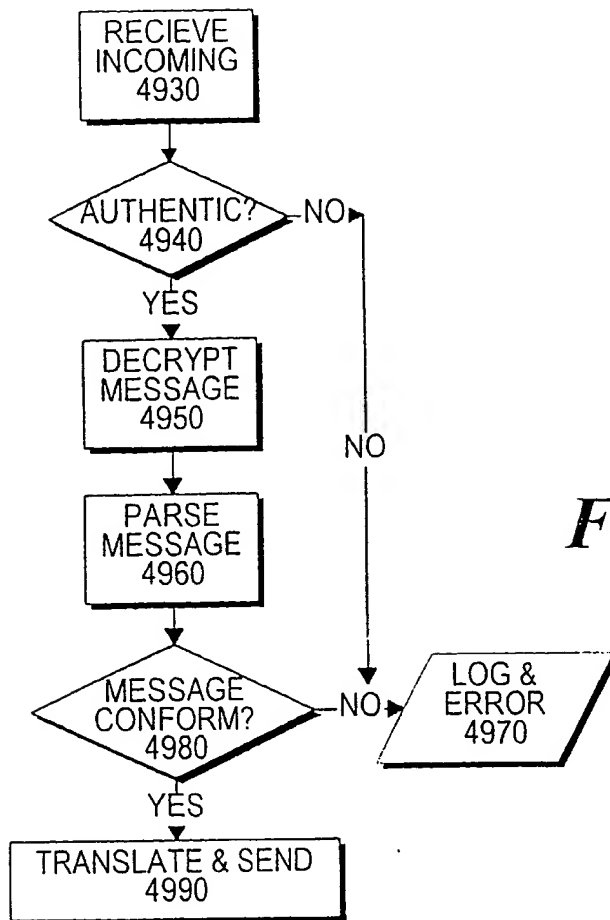 RECIEVE
INCOMING
4930
AUTHENTIC?
4940
NO
YES
DECRYPT
MESSAGE
4950
NO
PARSE
MESSAGE
4960
F
MESSAGE
CONFORM?
4980
NO
LOG &
ERROR
4970
YES
TRANSLATE & SEND
4990